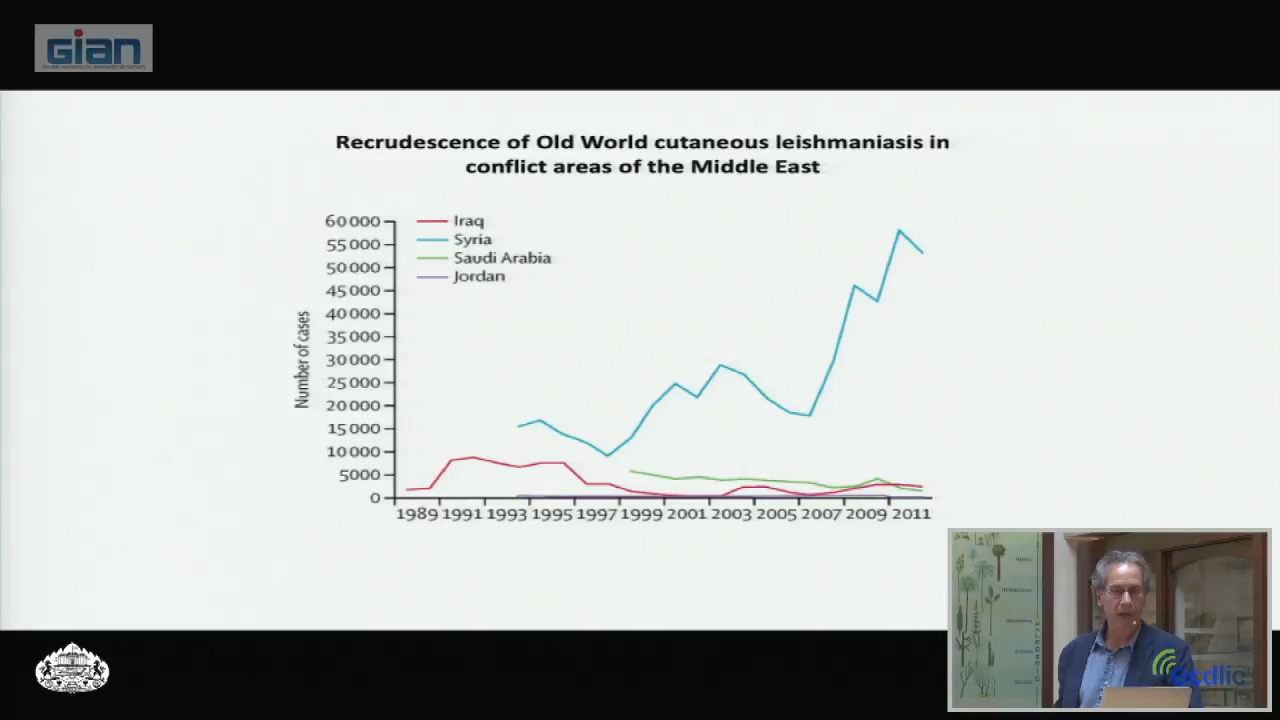 Gian
Recrudescence of Old World cutaneous leishmaniasis in
conflict areas of the Middle East
60 000
55 000
50 000
45 000
40 000
35 000
30 000
25 000
20 000
15 000
10 000
5000
0
Number of cases
Iraq
Syria
Saudi Arabia
Jordan
1989 1991 1993 1995 1997 1999 2001 2003 2005 2007 2009 2011